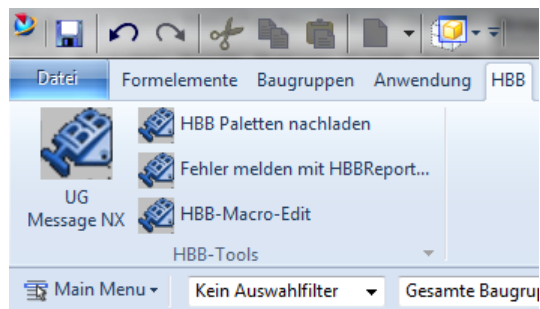 Datei Formelemente Baugruppen Anwendung HBB
HBB Paletten nachladen
Fehler melden mit HBBReport...
UG
Message NX
HBB-Macro-Edit
HBB-Tools
Main Menu Kein Auswahlfilter Gesamte Baugru